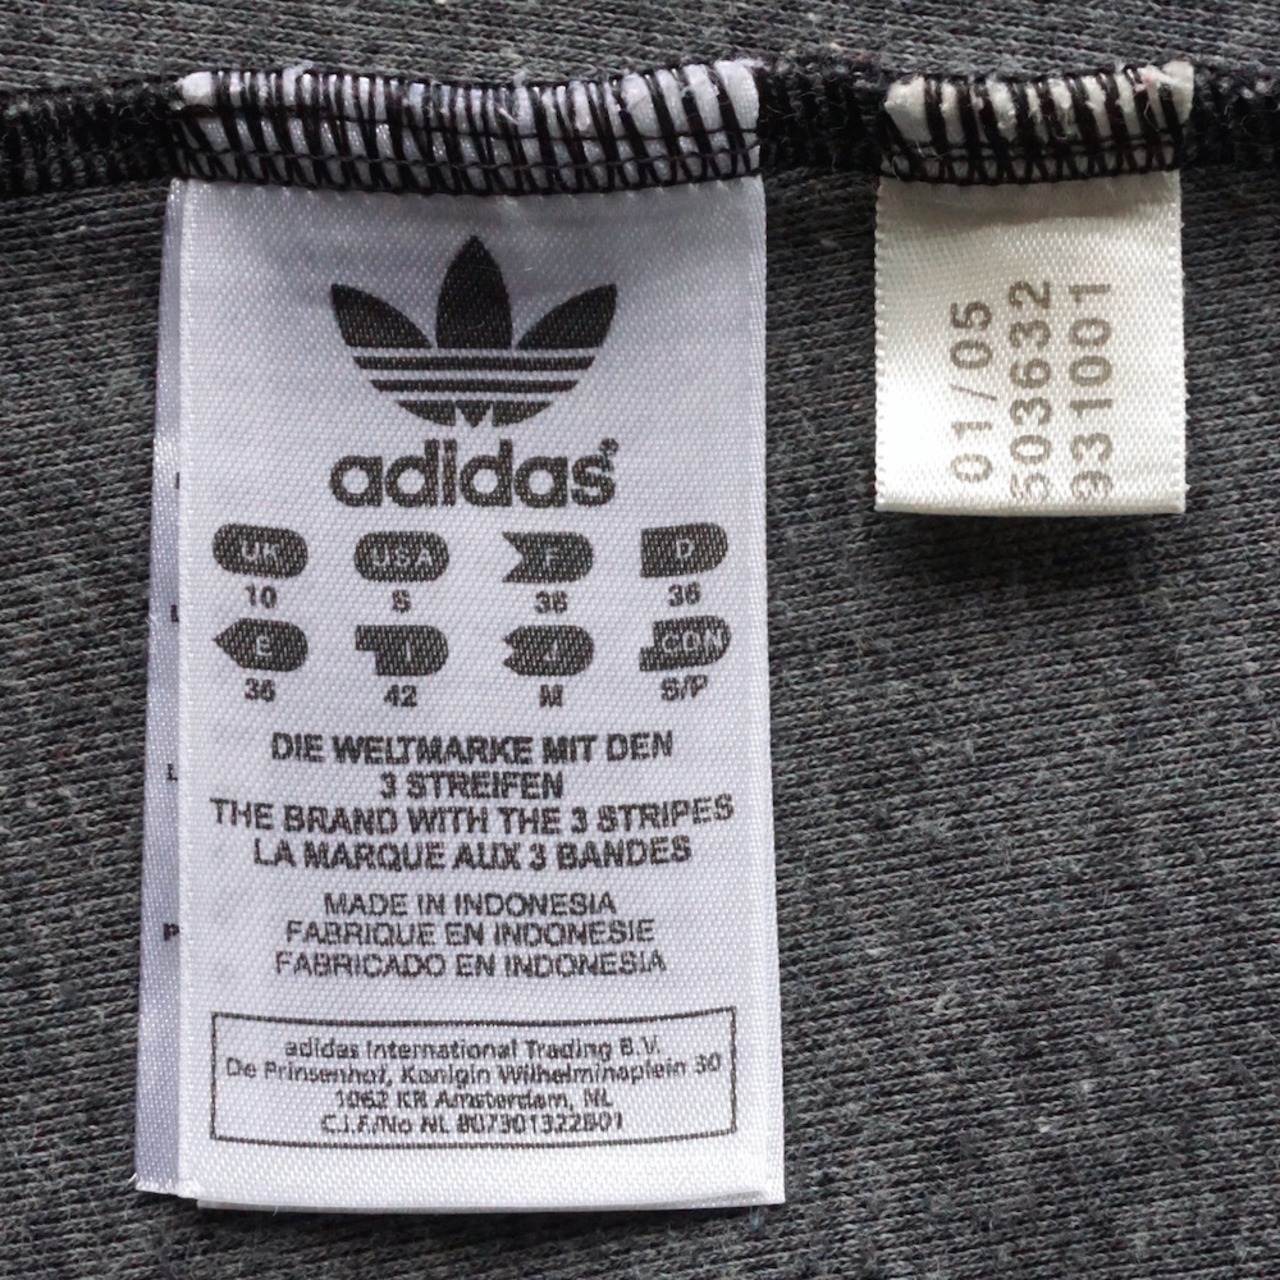 adidas
UK USA F D
10 S 36 36
E I J CDN
36 42 M S/P
DIE WELTMARKE MIT DEN
3 STREIFEN
THE BRAND WITH THE 3 STRIPES
LA MARQUE AUX 3 BANDES
MADE IN INDONESIA
FABRIQUE EN INDONESIE
FABRICADO EN INDONESIA
adidas International Trading B.V.
De Prinsenhof, Konigin Wilhelminaplein 30
1062 KR Amsterdam, NL
C.I.F./No NL 807301322B01
01/05
503632
931001